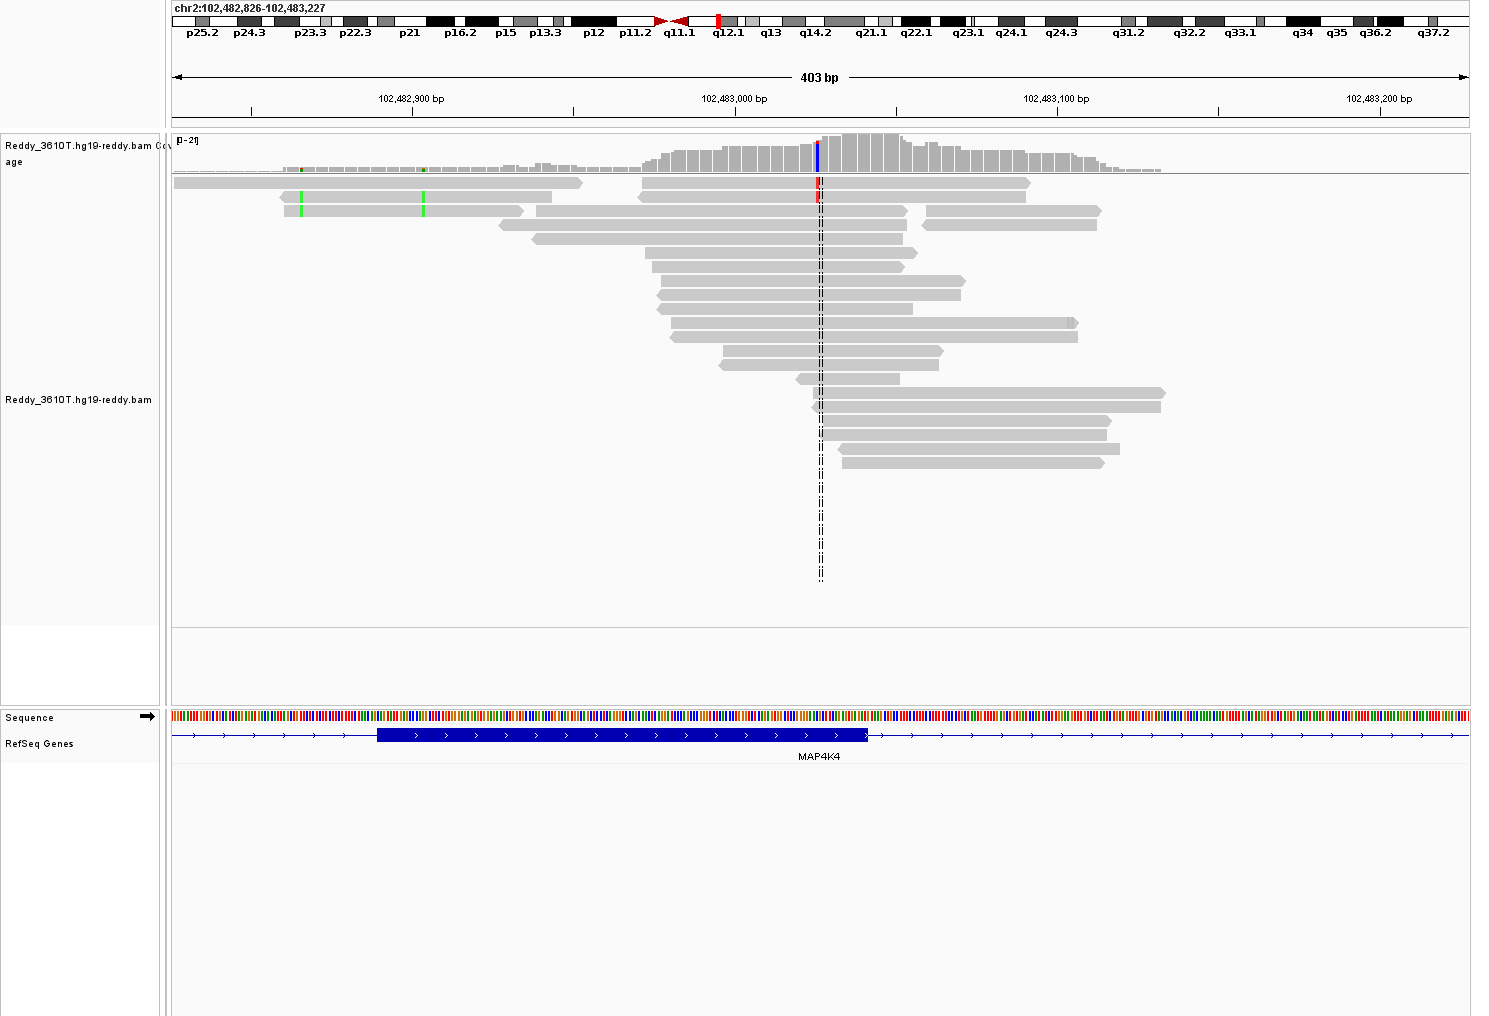 chr2:102,482,826-102,483,227
p25.2 p24.3 p23.3 p22.3 p21 p16.2 p15 p13.3 p12 p11.2 q11.1 q12.1 q13 q14.2 q21.1 q22.1 q23.1 q24.1 q24.3 q31.2 q32.2 q33.1 q34 q35 q36.2 q37.2
403 bp
102,482,900 bp 102,483,000 bp 102,483,100 bp 102,483,200 bp
[0-21]
Reddy_3610T.hg19-reddy.bam Cov
age
Reddy_3610T.hg19-reddy.bam
Sequence
RefSeq Genes
MAP4K4